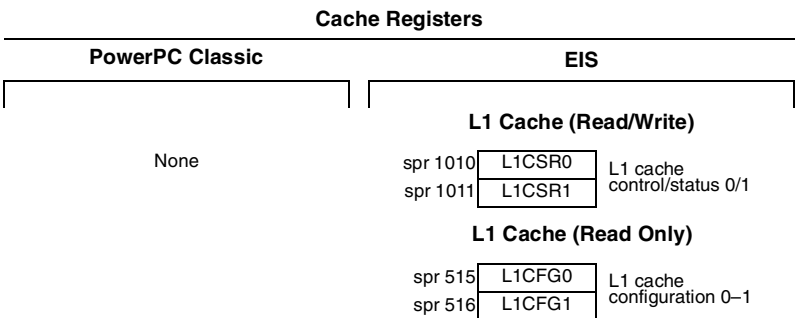 Cache Registers
PowerPC Classic EIS
L1 Cache (Read/Write)
None
spr 1010 L1CSR0 L1 cache
spr 1011 L1CSR1 control/status 0/1
L1 Cache (Read Only)
spr 515 L1CFG0 L1 cache
spr 516 L1CFG1 configuration 0–1